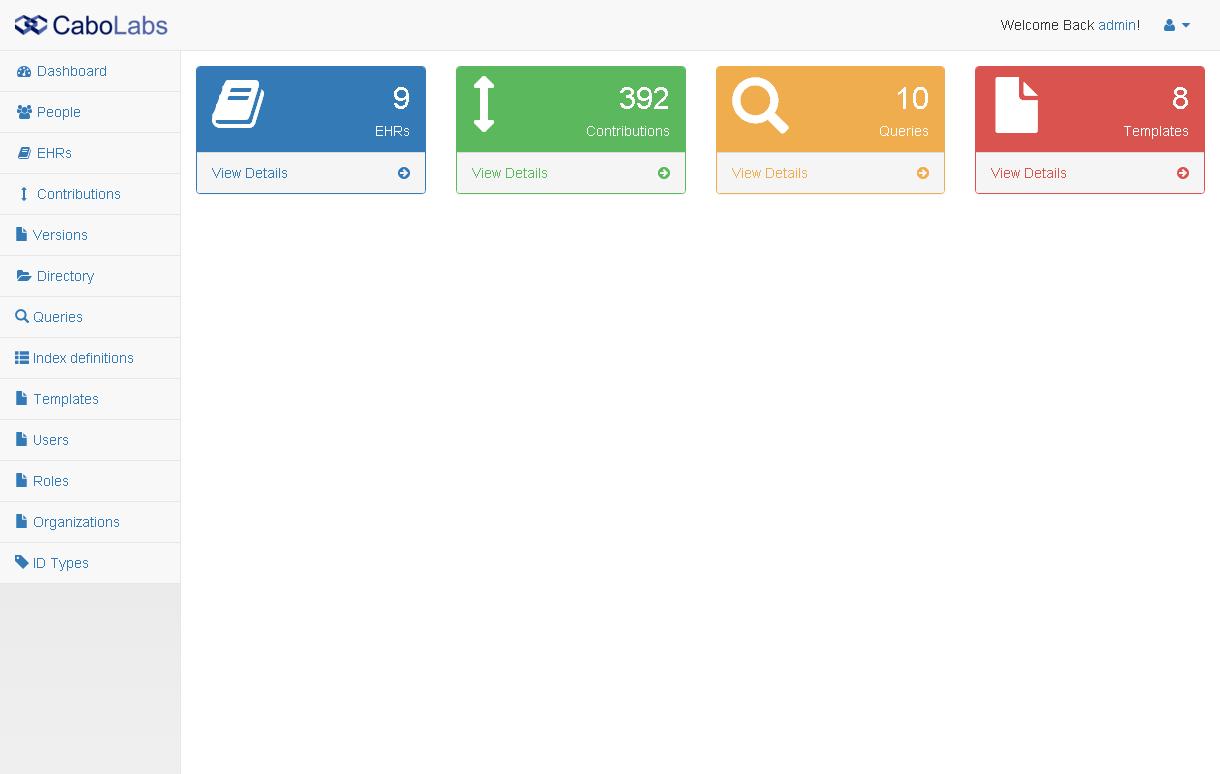 CaboLabs
Welcome Back admin!
Dashboard
People
EHRs
Contributions
Versions
Directory
Queries
Index definitions
Templates
Users
Roles
Organizations
ID Types
9
EHRs
View Details
392
Contributions
View Details
10
Queries
View Details
8
Templates
View Details